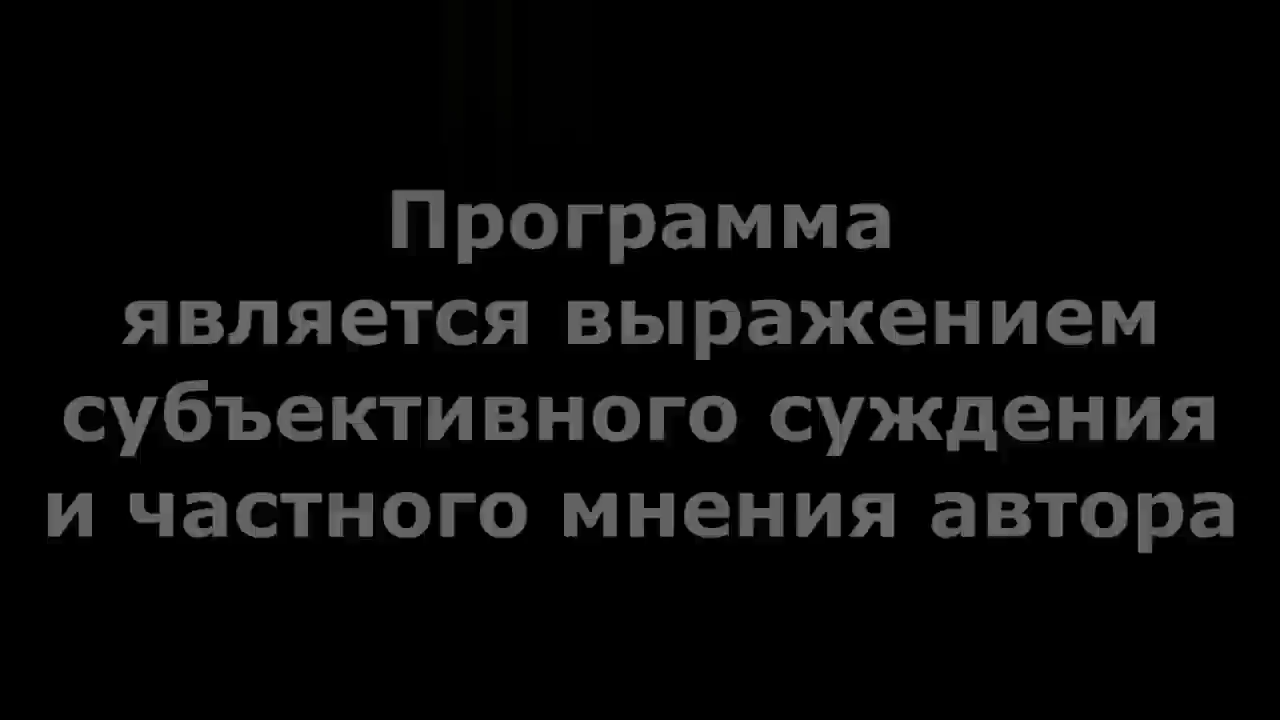 Программа
является выражением
субъективного суждения
и частного мнения автора